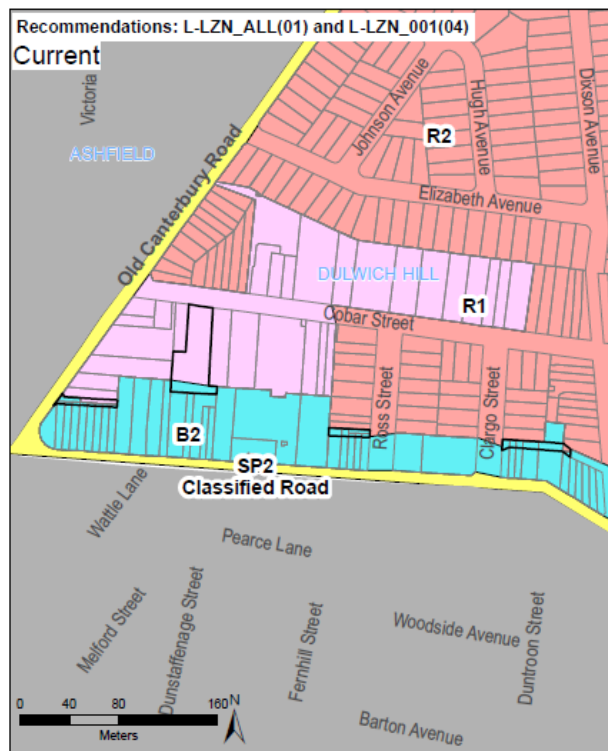 Recommendations: L-LZN_ALL(01) and L-LZN_001(04)
Current
Victoria
ASHFIELD
Old Canterbury Road
Johnson Avenue
Hugh Avenue
Dixson Avenue
R2
Elizabeth Avenue
DULWICH HILL
R1
Cobar Street
Ross Street
Clargo Street
B2
SP2
Classified Road
Wattle Lane
Pearce Lane
Melford Street
Dunstaffenage Street
Fernhill Street
Woodside Avenue
Duntroon Street
Barton Avenue
0 40 80 160
Meters
N